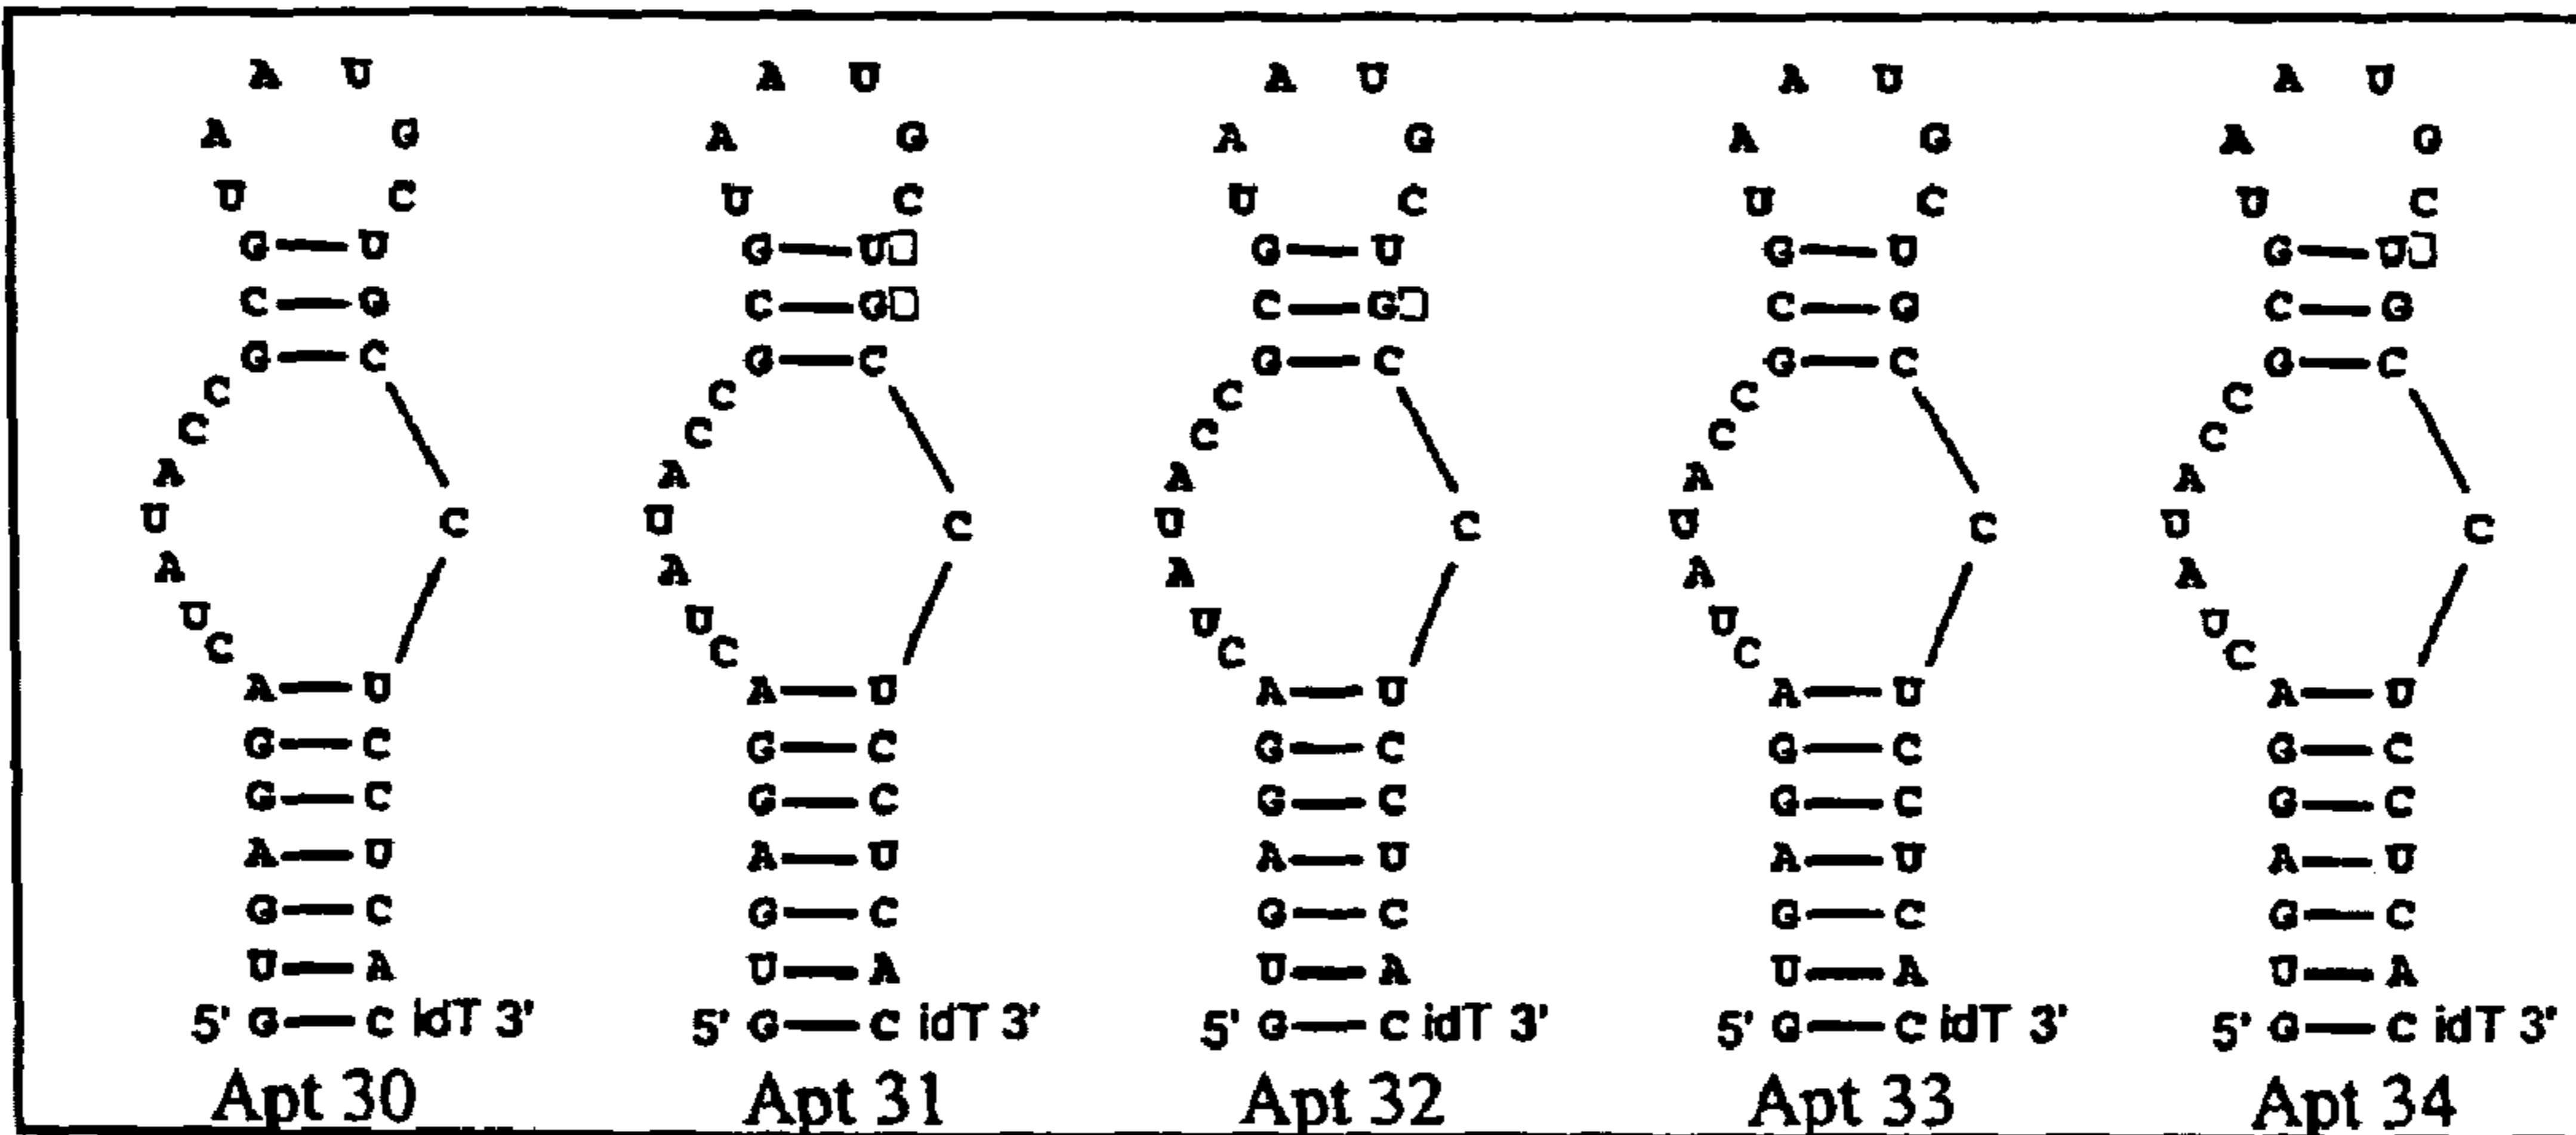 A U A U A U A U A U
A G A G A G A G A G
U C U C U C U C U C
G—U G—U□ G—U G—U G—U□
C—G C—G□ C—G□ C—G C—G
G—C G—C G—C G—C G—C
C C C C C
C C C C C
A A A A A
U C U C U C U C U C
A A A A A
U U U U U
C C C C C
A—U A—U A—U A—U A—U
G—C G—C G—C G—C G—C
G—C G—C G—C G—C G—C
A—U A—U A—U A—U A—U
G—C G—C G—C G—C G—C
U—A U—A U—A U—A U—A
5' G—C idT 3' 5' G—C idT 3' 5' G—C idT 3' 5' G—C idT 3' 5' G—C idT 3'
Apt 30 Apt 31 Apt 32 Apt 33 Apt 34